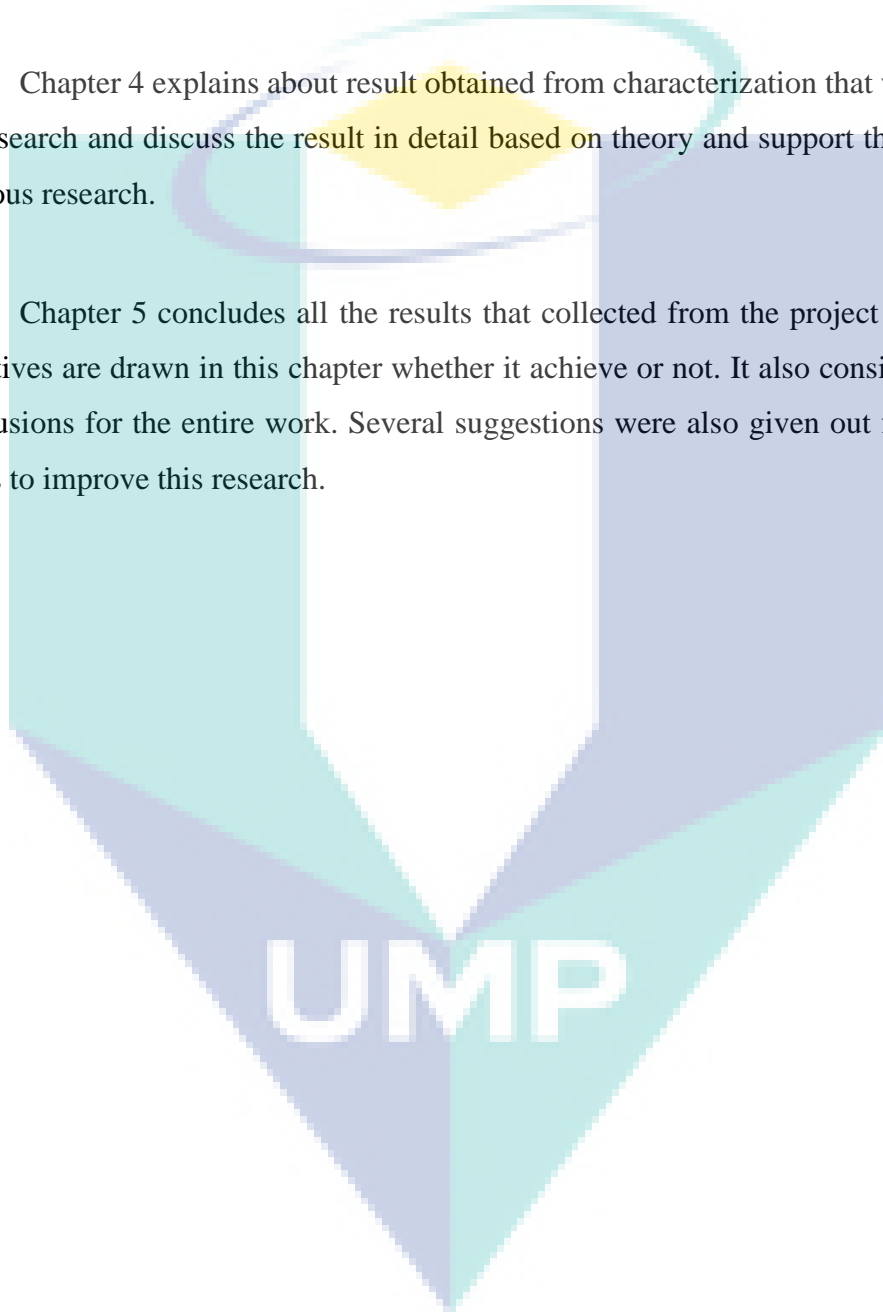 Chapter 4 explains about result obtained from characterization that
search and discuss the result in detail based on theory and support
ous research.
Chapter 5 concludes all the results that collected from the project
tives are drawn in this chapter whether it achieve or not. It also
usions for the entire work. Several suggestions were also given out
to improve this research.
UMP